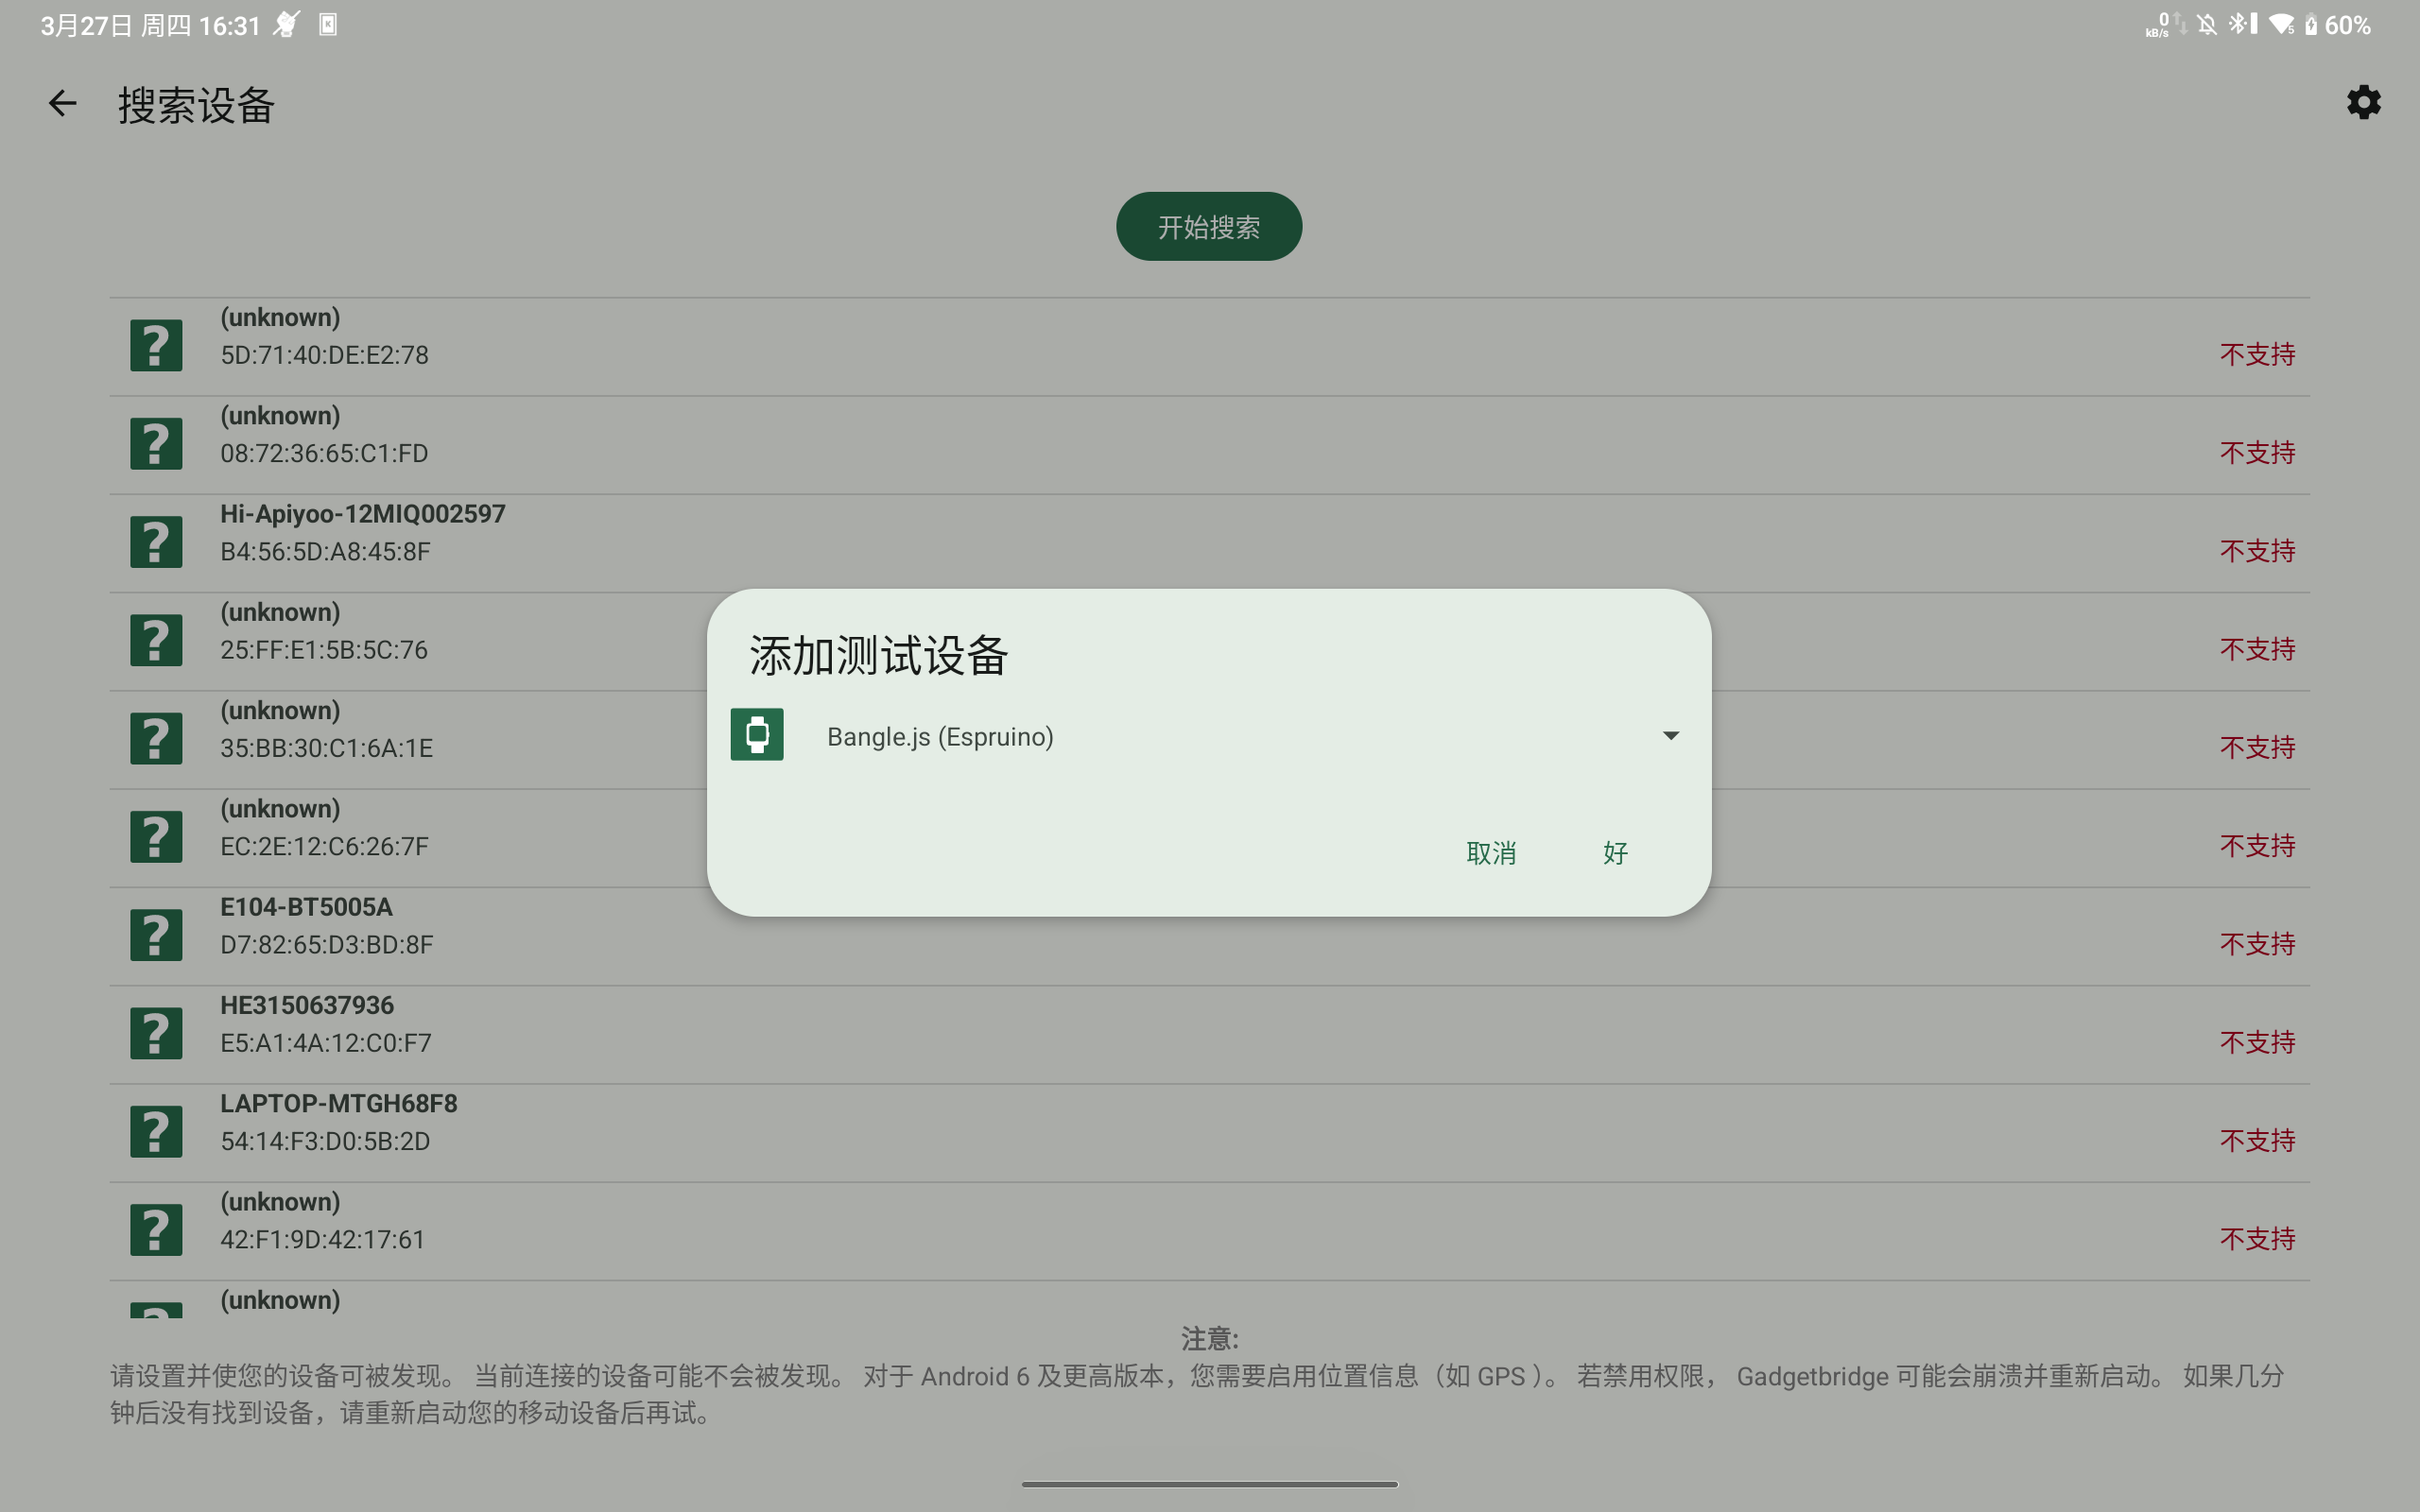 3月27日 周四 16:31
0
kB/s
60%
搜索设备
开始搜索
(unknown)
5D:71:40:DE:E2:78
不支持
(unknown)
08:72:36:65:C1:FD
不支持
Hi-Apiyoo-12MIQ002597
B4:56:5D:A8:45:8F
不支持
(unknown)
25:FF:E1:5B:5C:76
不支持
(unknown)
35:BB:30:C1:6A:1E
不支持
(unknown)
EC:2E:12:C6:26:7F
不支持
E104-BT5005A
D7:82:65:D3:BD:8F
不支持
HE3150637936
E5:A1:4A:12:C0:F7
不支持
LAPTOP-MTGH68F8
54:14:F3:D0:5B:2D
不支持
(unknown)
42:F1:9D:42:17:61
不支持
(unknown)
添加测试设备
Bangle.js (Espruino)
取消 好
注意:
请设置并使您的设备可被发现。 当前连接的设备可能不会被发现。 对于 Android 6 及更高版本，您需要启用位置信息（如 GPS ）。 若禁用权限， Gadgetbridge 可能会崩溃并重新启动。 如果几分
钟后没有找到设备，请重新启动您的移动设备后再试。